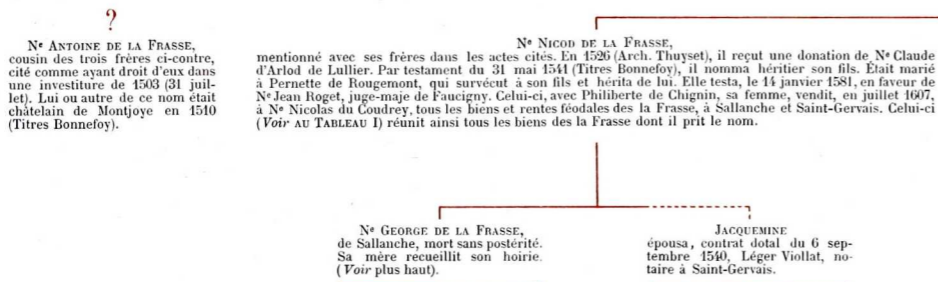 ?
Nᵉ ANTOINE DE LA FRASSE,
cousin des trois frères ci-contre,
cité comme ayant droit d'eux dans
une investiture de 1503 (31 juil-
let). Lui ou autre de ce nom était
châtelain de Montjoye en 1510
(Titres Bonnefoy).
Nᵉ NICOD DE LA FRASSE,
mentionné avec ses frères dans les actes cités. En 1526 (Arch. Thuyset), il reçut une donation de Nᵉ Claude
d'Arlod de Lullier. Par testament du 31 mai 1541 (Titres Bonnefoy), il nomma héritier son fils. Était marié
à Pernette de Rougemont, qui survécut à son fils et hérita de lui. Elle testa, le 14 janvier 1581, en faveur de
Nᵉ Jean Roget, juge-maje de Faucigny. Celui-ci, avec Philiberte de Chignin, sa femme, vendit, en juillet 1607,
à Nᵉ Nicolas du Coudrey, tous les biens et rentes féodales des la Frasse, à Sallanche et Saint-Gervais. Celui-ci
(Voir AU TABLEAU I) réunit ainsi tous les biens des la Frasse dont il prit le nom.
Nᵉ GEORGE DE LA FRASSE,
de Sallanche, mort sans postérité.
Sa mère recueillit son hoirie.
(Voir plus haut).
JACQUEMINE
épousa, contrat dotal du 6 sep-
tembre 1540, Léger Viollat, no-
taire à Saint-Gervais.